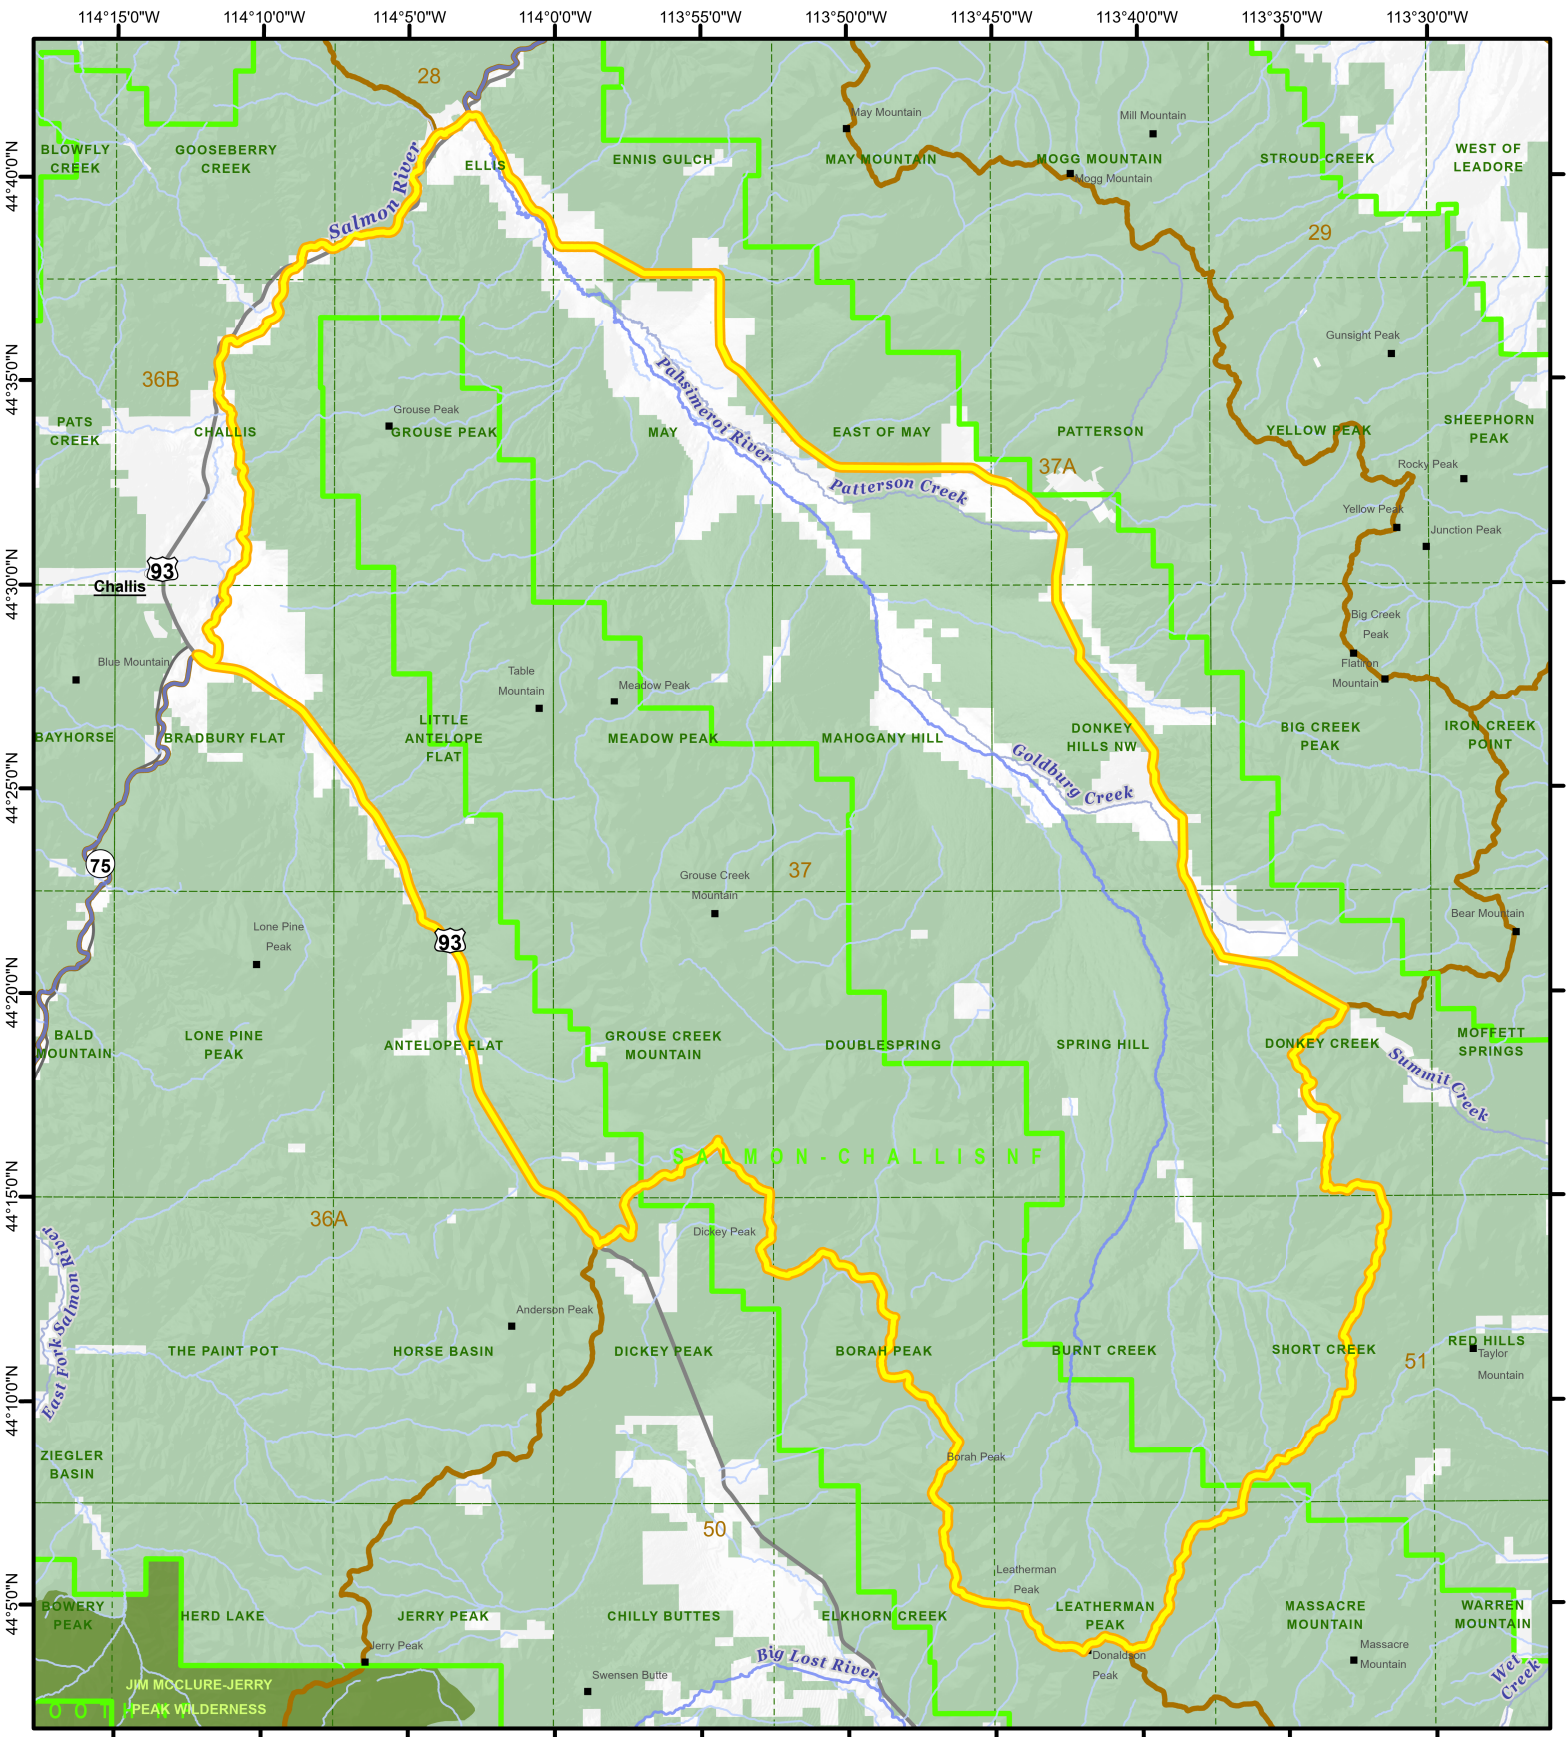 114°15'0"W
114°10'0"W
114°5'0"W
114°0'0"W
113°55'0"W
113°50'0"W
113°45'0"W
113°40'0"W
113°35'0"W
113°30'0"W
28
May Mountain
Mill Mountain
BLOWFLY
CREEK
GOOSEBERRY
CREEK
ELLIS
ENNIS GULCH
MAY MOUNTAIN
MOGG MOUNTAIN
Mogg Mountain
STROUD CREEK
WEST OF
LEADORE
44°40'0"N
Salmon River
29
Gunsight Peak
36B
44°35'0"N
Pahsimeroi River
Grouse Peak
PATS
CREEK
CHALLIS
GROUSE PEAK
MAY
EAST OF MAY
PATTERSON
YELLOW PEAK
SHEEPHORN
PEAK
37A
Rocky Peak
Patterson Creek
Yellow Peak
Junction Peak
93
Challis
44°30'0"N
Big Creek
Peak
Blue Mountain
Table
Mountain
Meadow Peak
Flatiron
Mountain
BAYHORSE
BRADBURY FLAT
LITTLE
ANTELOPE
FLAT
MEADOW PEAK
MAHOGANY HILL
DONKEY
HILLS NW
BIG CREEK
PEAK
IRON CREEK
POINT
44°25'0"N
Goldburg Creek
75
37
Grouse Creek
Mountain
Lone Pine
Peak
93
Bear Mountain
44°20'0"N
BALD
MOUNTAIN
LONE PINE
PEAK
ANTELOPE FLAT
GROUSE CREEK
MOUNTAIN
DOUBLESPRING
SPRING HILL
DONKEY CREEK
MOFFETT
SPRINGS
Summit Creek
SALMON-CHALLIS NF
44°15'0"N
36A
Dickey Peak
East Fork Salmon River
Anderson Peak
THE PAINT POT
HORSE BASIN
DICKEY PEAK
BORAH PEAK
BURNT CREEK
SHORT CREEK
RED HILLS
Taylor
Mountain
51
44°10'0"N
ZIEGLER
BASIN
Borah Peak
50
Leatherman
Peak
44°5'0"N
BOWERY
PEAK
HERD LAKE
JERRY PEAK
CHILLY BUTTES
ELKHORN CREEK
LEATHERMAN
PEAK
MASSACRE
MOUNTAIN
WARREN
MOUNTAIN
Jerry Peak
Big Lost River
Donaldson
Peak
Massacre
Mountain
Swensen Butte
Wet
Creek
JIM MCCLURE-JERRY
PEAK WILDERNESS